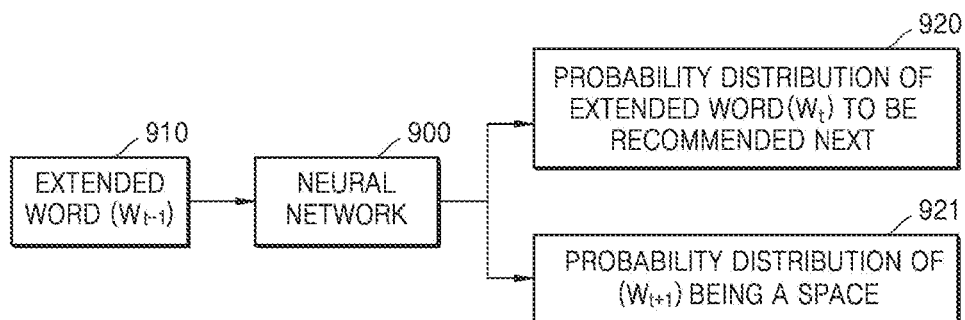 920
PROBABILITY DISTRIBUTION OF
EXTENDED WORD(Wt) TO BE
RECOMMENDED NEXT
910
EXTENDED
WORD (Wt-1)
900
NEURAL
NETWORK
921
PROBABILITY DISTRIBUTION OF
(Wt+1) BEING A SPACE